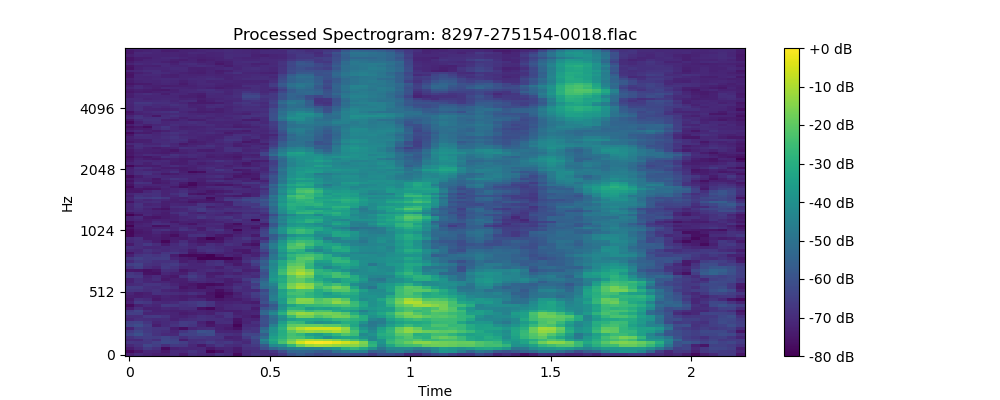 Processed Spectrogram: 8297-275154-0018.flac
+0 dB
-10 dB
4096
-20 dB
-30 dB
2048
-40 dB
Hz
1024
-50 dB
-60 dB
512
-70 dB
0
-80 dB
0 0.5 1 1.5 2
Time